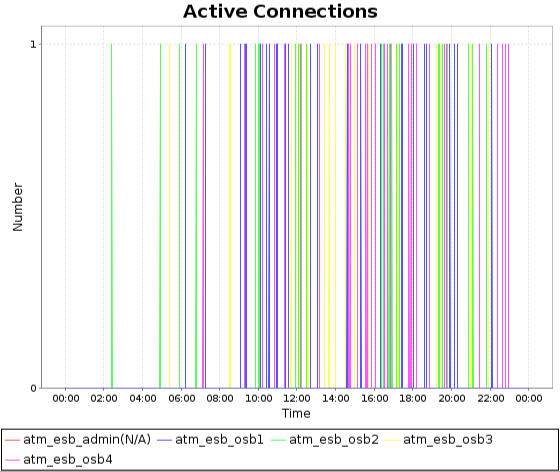 Active Connections
1
Number
0
00:00 02:00 04:00 06:00 08:00 10:00 12:00 14:00 16:00 18:00 20:00 22:00 00:00
Time
atm_esb_admin(N/A) atm_esb_osb1 atm_esb_osb2 atm_esb_osb3
atm_esb_osb4